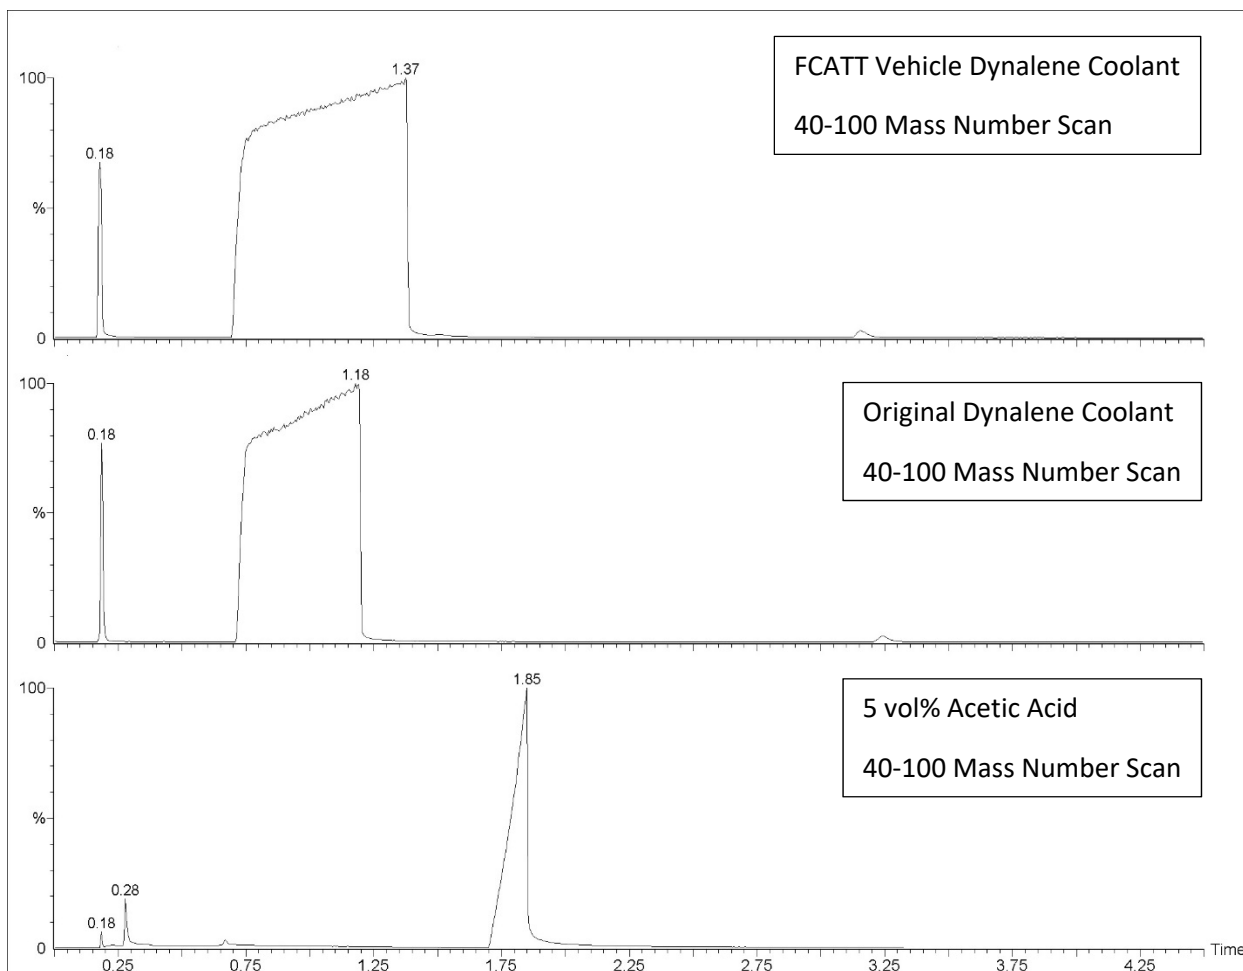 FCATT Vehicle Dynalene Coolant
40-100 Mass Number Scan
100
1.37
0.18
%
0
Original Dynalene Coolant
40-100 Mass Number Scan
100
1.18
0.18
%
0
5 vol% Acetic Acid
40-100 Mass Number Scan
100
1.85
%
0.28
0.18
0
Time
0.25 0.75 1.25 1.75 2.25 2.75 3.25 3.75 4.25